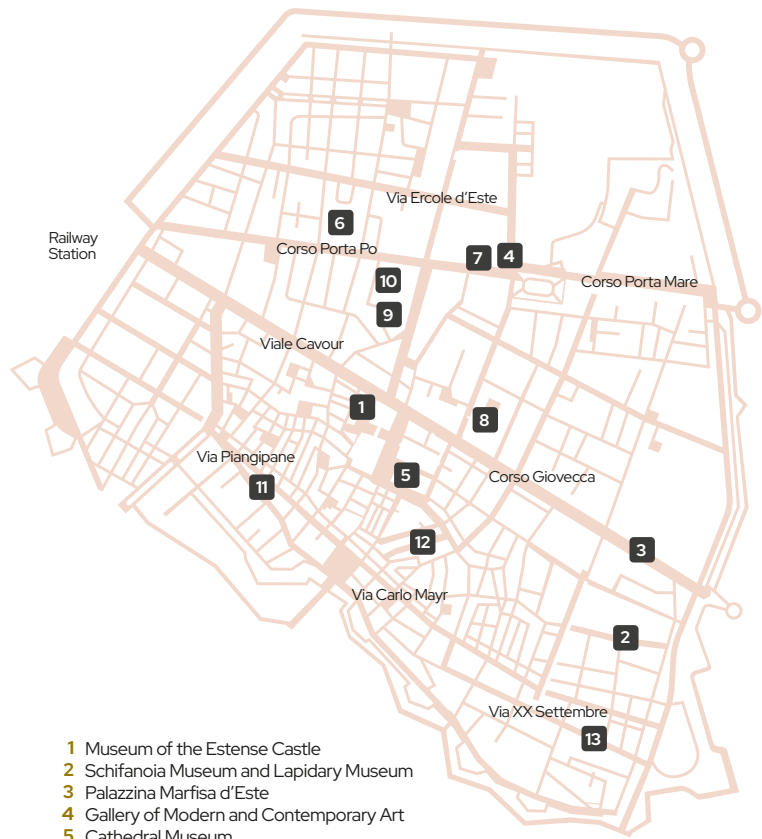 Via Ercole d'Este
6
Railway
Station
Corso Porta Po
7
4
10
Corso Porta Mare
9
Viale Cavour
1
8
Via Piangipane
5
Corso Giovecca
11
12
3
Via Carlo Mayr
2
Via XX Settembre
13
1 Museum of the Estense Castle
2 Schifanoia Museum and Lapidary Museum
3 Palazzina Marfisa d'Este
4 Gallery of Modern and Contemporary Art
5 Cathedral Museum